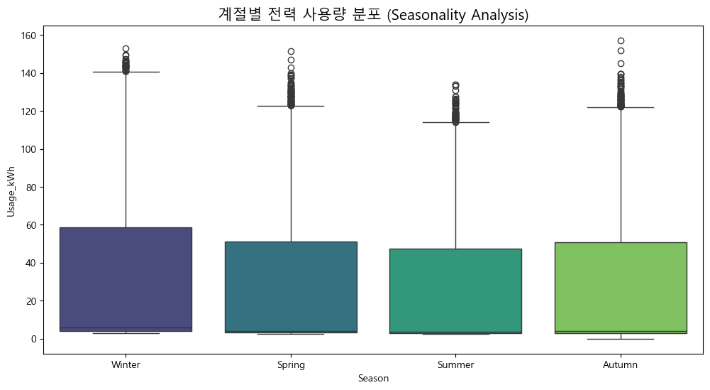 계절별 전력 사용량 분포 (Seasonality Analysis)
160
140
120
100
80
60
40
20
0
Usage_kWh
Winter Spring Summer Autumn
Season